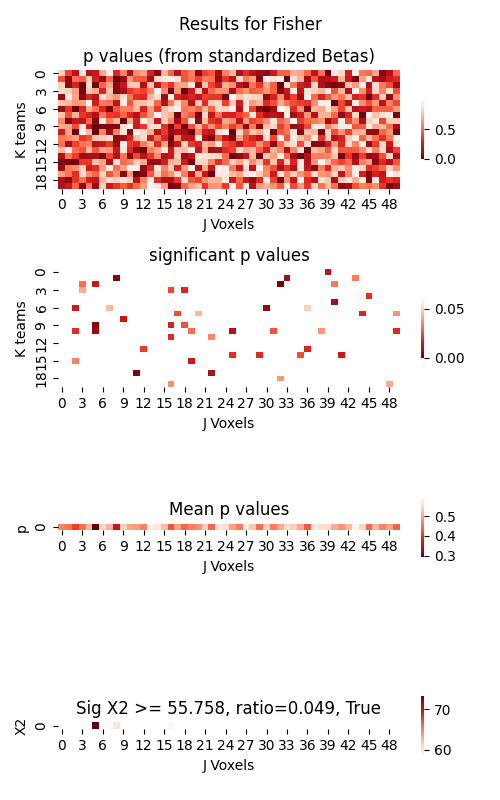 Results for Fisher
p values (from standardized Betas)
K teams
0 3 6 9 12 15 18
0 3 6 9 12 15 18 21 24 27 30 33 36 39 42 45 48
J Voxels
0.5
0.0
significant p values
K teams
0 3 6 9 12 15 18
0 3 6 9 12 15 18 21 24 27 30 33 36 39 42 45 48
J Voxels
0.05
0.00
Mean p values
p
0
0 3 6 9 12 15 18 21 24 27 30 33 36 39 42 45 48
J Voxels
0.5
0.4
0.3
Sig X2 >= 55.758, ratio=0.049, True
X2
0
0 3 6 9 12 15 18 21 24 27 30 33 36 39 42 45 48
J Voxels
70
60